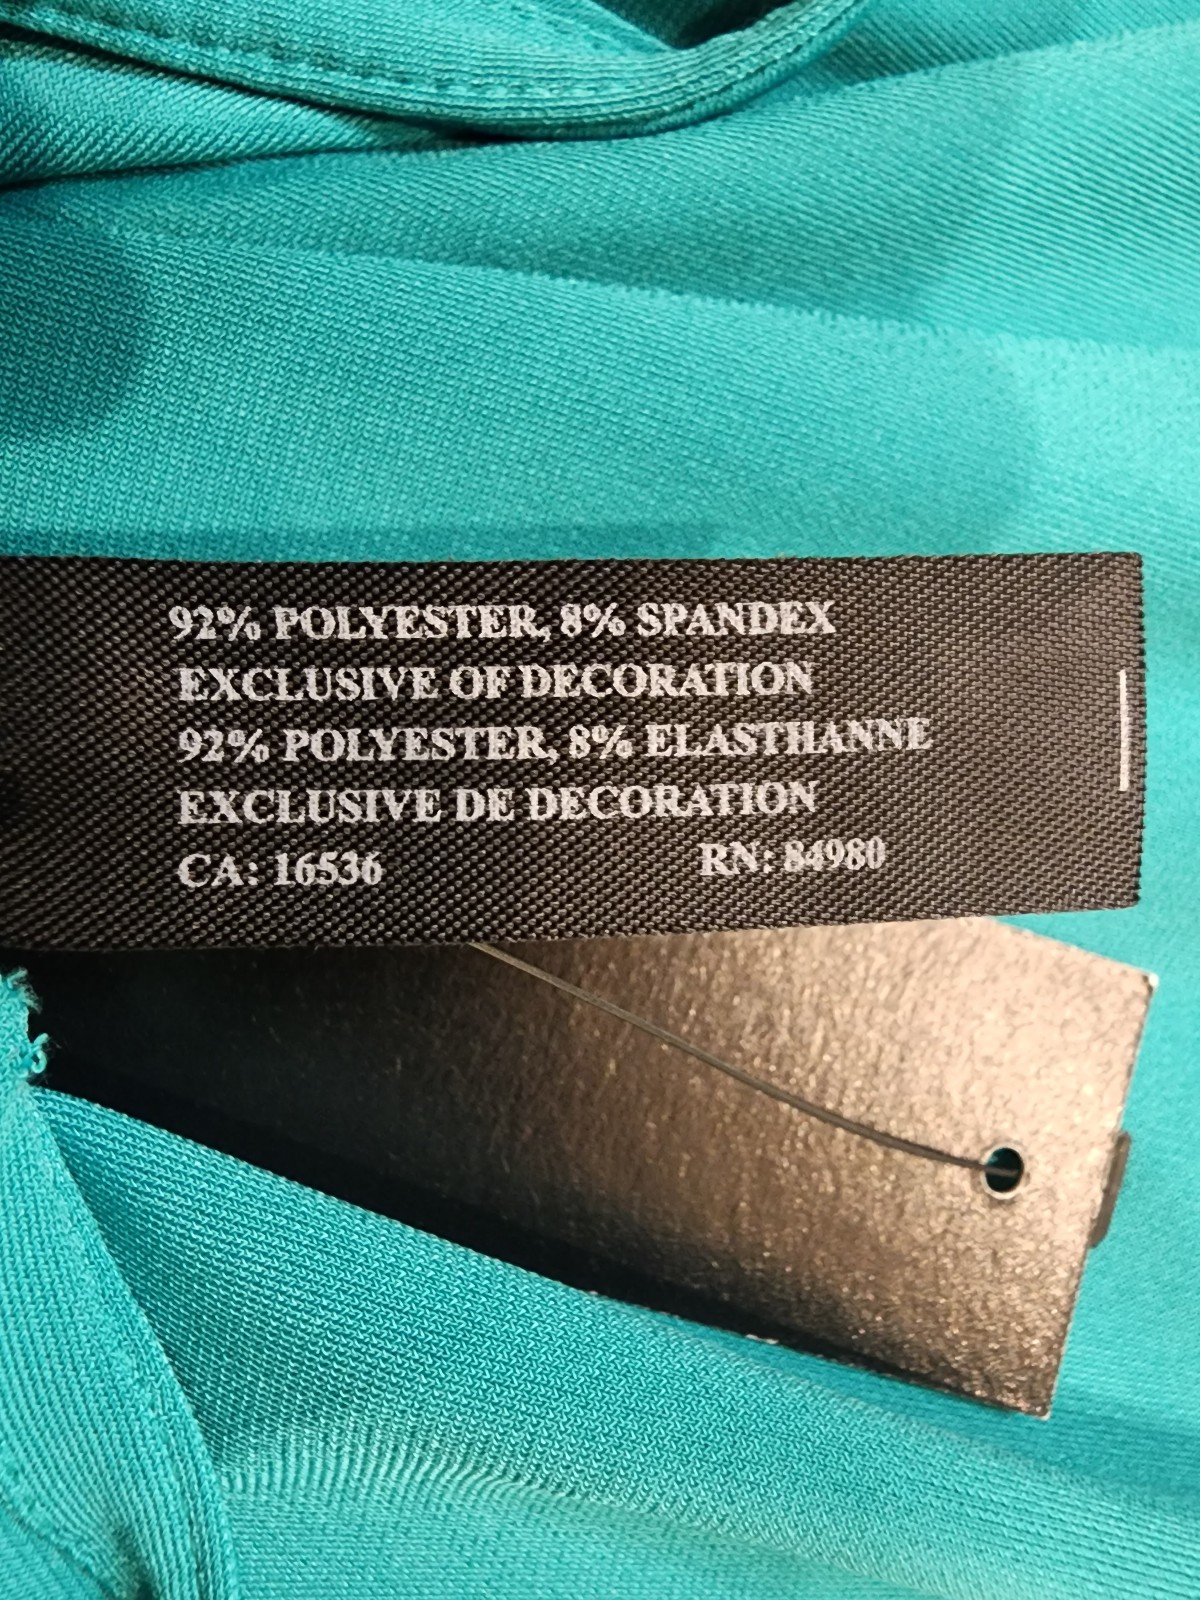 92% POLYESTER, 8% SPANDEX
EXCLUSIVE OF DECORATION
92% POLYESTER, 8% ELASTHANNE
EXCLUSIVE DE DECORATION
CA: 16536 RN: 84980